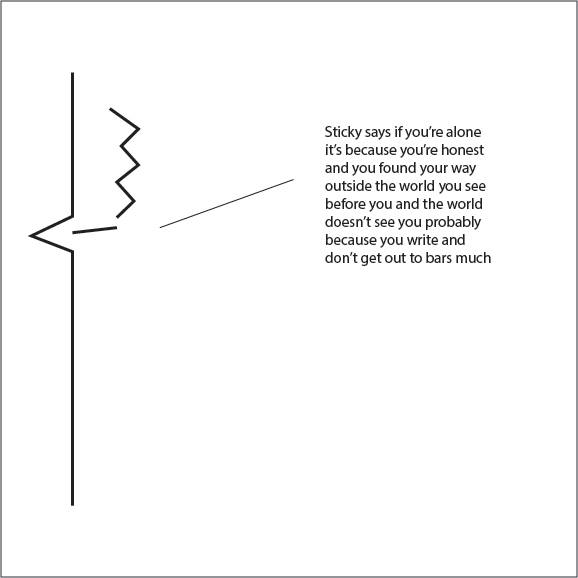 Sticky says if you’re alone
it’s because you’re honest
and you found your way
outside the world you see
before you and the world
doesn’t see you probably
because you write and
don’t get out to bars much